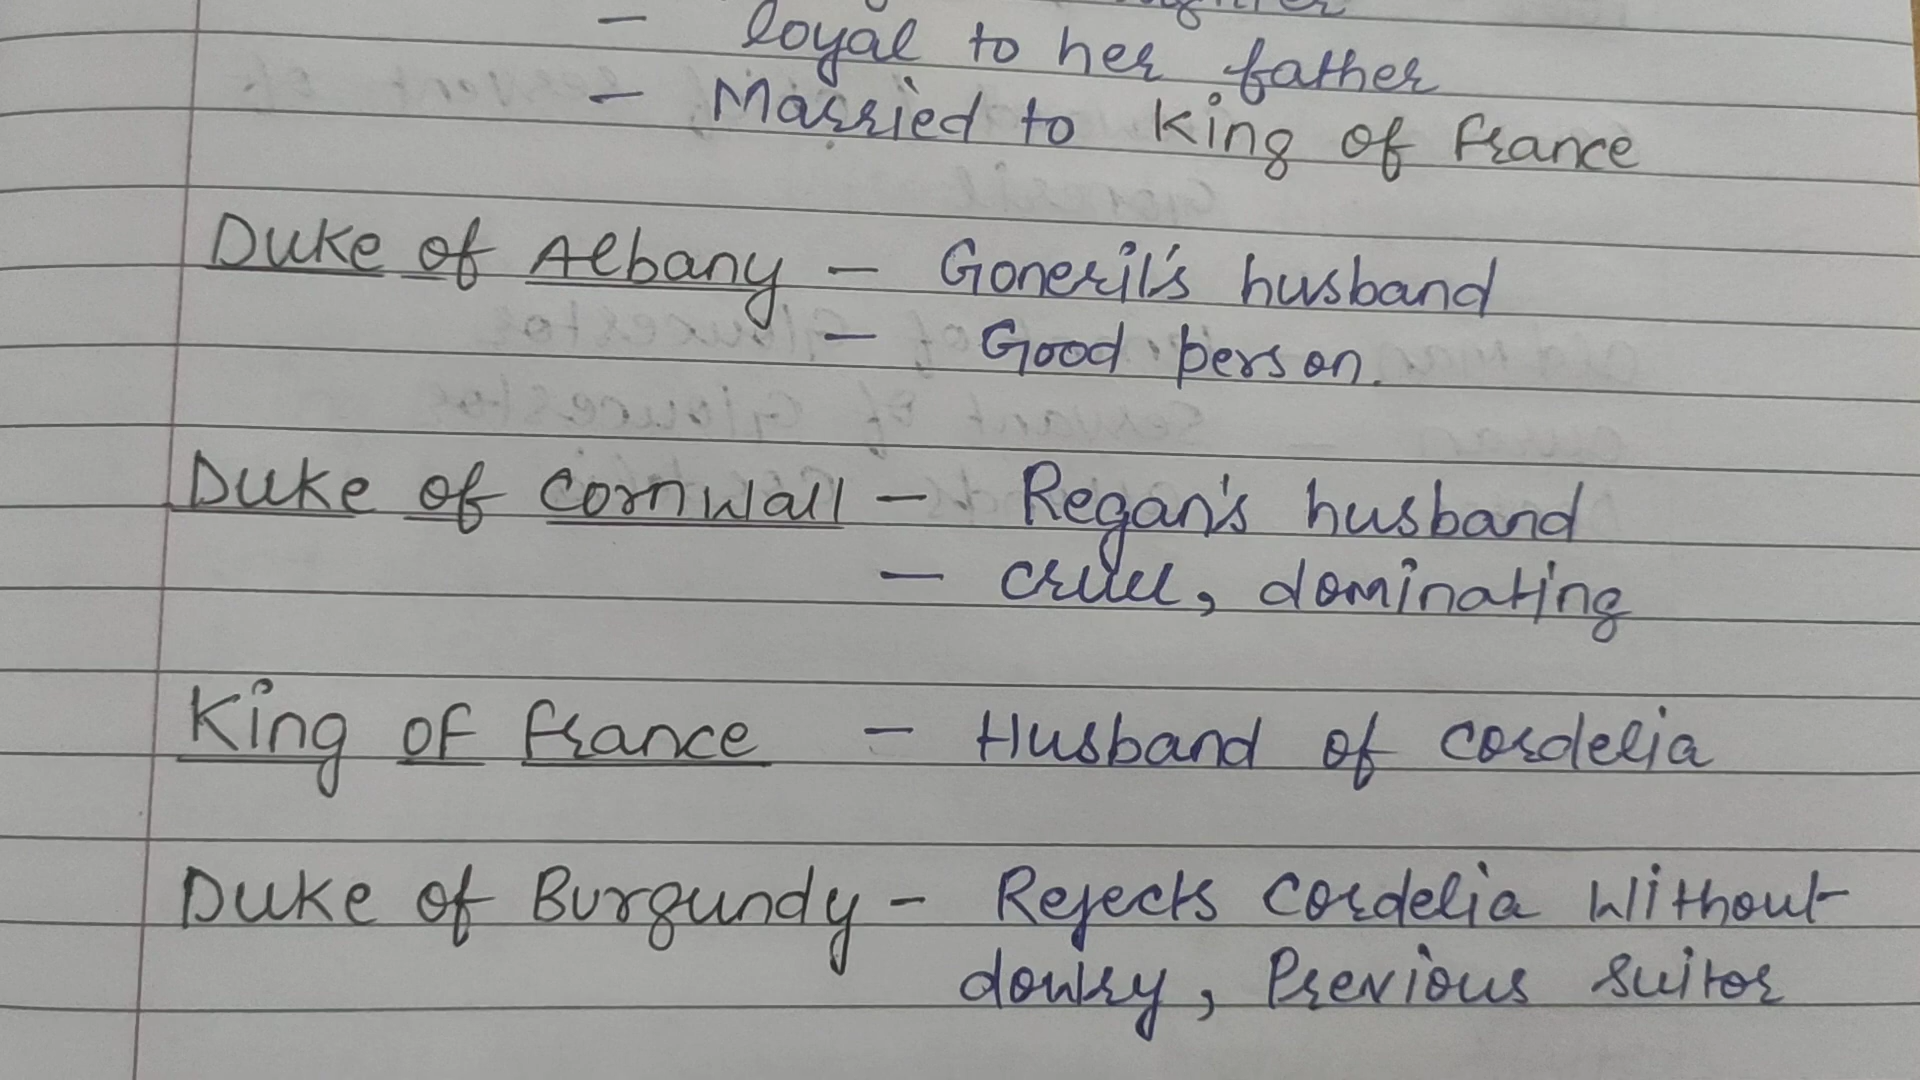 – loyal to her father
– Married to King of France
Duke of Albany – Goneril's husband
– Good person.
Duke of Cornwall – Regan's husband
– cruel, dominating
King of France – Husband of Cordelia
Duke of Burgundy – Rejects Cordelia without
dowry, Previous suitor